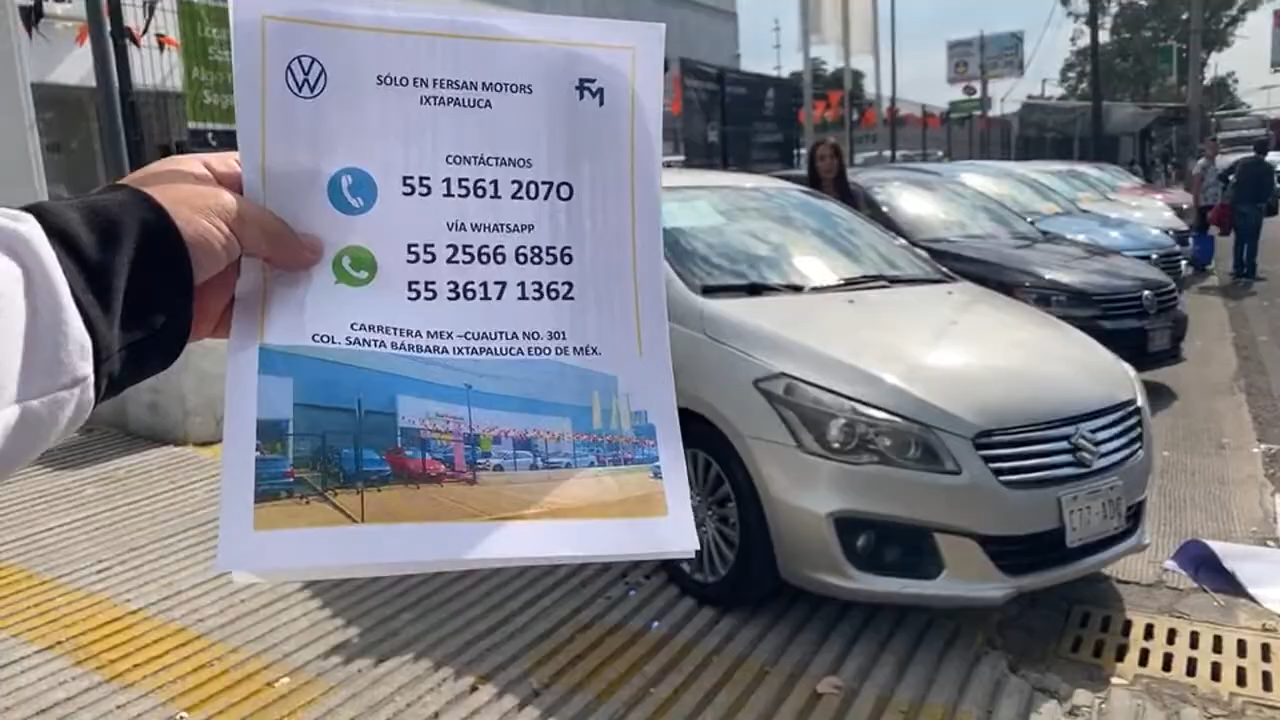 SÓLO EN FERSAN MOTORS
IXTAPALUCA
CONTÁCTANOS
55 1561 2070
VÍA WHATSAPP
55 2566 6856
55 3617 1362
CARRETERA MEX –CUAUTLA NO. 301
COL. SANTA BÁRBARA IXTAPALUCA EDO DE MÉX.